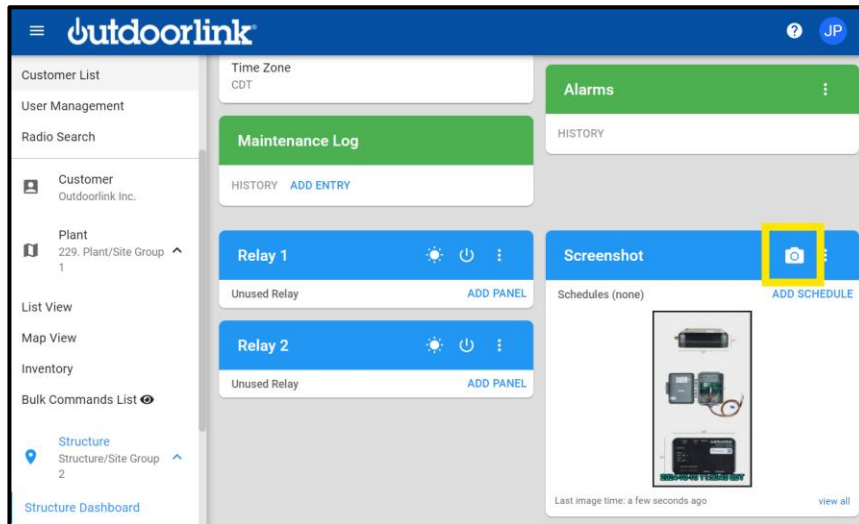 outdoorlink
JP
Customer List
User Management
Radio Search
Customer
Outdoorlink Inc.
Plant
229. Plant/Site Group
1
List View
Map View
Inventory
Bulk Commands List
Structure
Structure/Site Group
2
Structure Dashboard
Time Zone
CDT
Maintenance Log
HISTORY ADD ENTRY
Relay 1
Unused Relay ADD PANEL
Relay 2
Unused Relay ADD PANEL
Alarms
HISTORY
Screenshot
Schedules (none) ADD SCHEDULE
Last image time: a few seconds ago view all